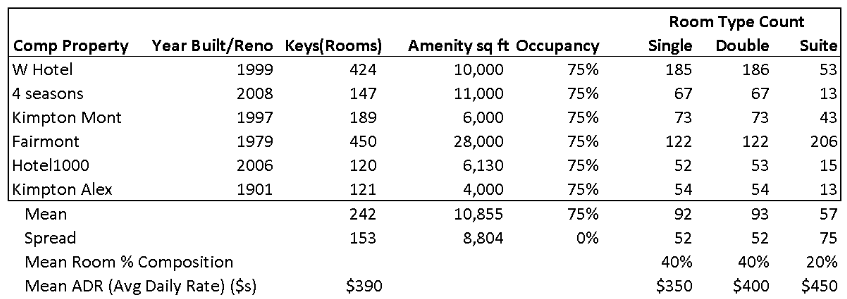 Room Type Count
Comp Property Year Built/Reno Keys(Rooms) Amenity sq ft Occupancy Single Double Suite
W Hotel 1999 424 10,000 75% 185 186 53
4 seasons 2008 147 11,000 75% 67 67 13
Kimpton Mont 1997 189 6,000 75% 73 73 43
Fairmont 1979 450 28,000 75% 122 122 206
Hotel1000 2006 120 6,130 75% 52 53 15
Kimpton Alex 1901 121 4,000 75% 54 54 13
Mean 242 10,855 75% 92 93 57
Spread 153 8,804 0% 52 52 75
Mean Room % Composition 40% 40% 20%
Mean ADR (Avg Daily Rate) ($s) $390 $350 $400 $450